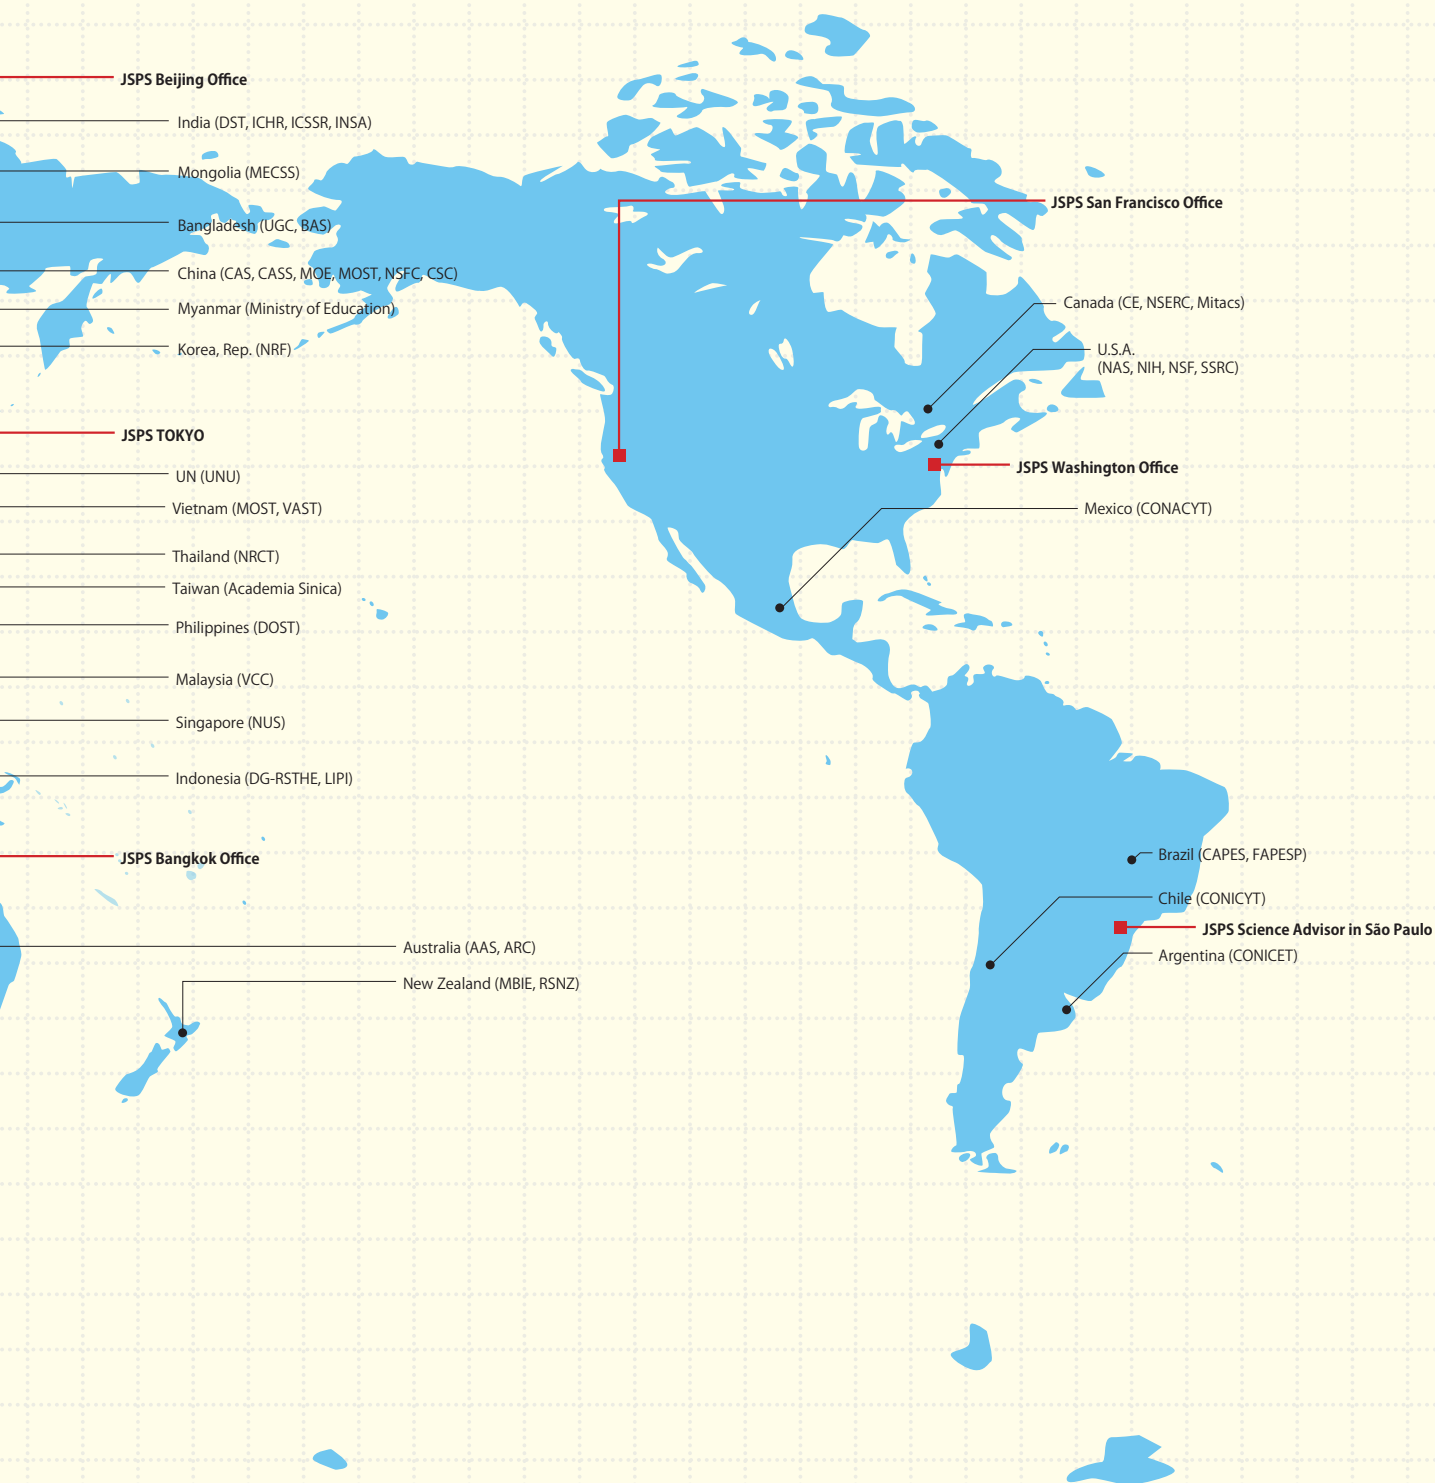 JSPS Beijing Office
India (DST, ICHR, ICSSR, INSA)
Mongolia (MECSS)
Bangladesh (UGC, BAS)
China (CAS, CASS, MOE, MOST, NSFC, CSC)
Myanmar (Ministry of Education)
Korea, Rep. (NRF)
JSPS TOKYO
UN (UNU)
Vietnam (MOST, VAST)
Thailand (NRCT)
Taiwan (Academia Sinica)
Philippines (DOST)
Malaysia (VCC)
Singapore (NUS)
Indonesia (DG-RSTHE, LIPI)
JSPS Bangkok Office
Australia (AAS, ARC)
New Zealand (MBIE, RSNZ)
JSPS San Francisco Office
Canada (CE, NSERC, Mitacs)
U.S.A.
(NAS, NIH, NSF, SSRC)
JSPS Washington Office
Mexico (CONACYT)
Brazil (CAPES, FAPESP)
Chile (CONICYT)
JSPS Science Advisor in São Paulo
Argentina (CONICET)